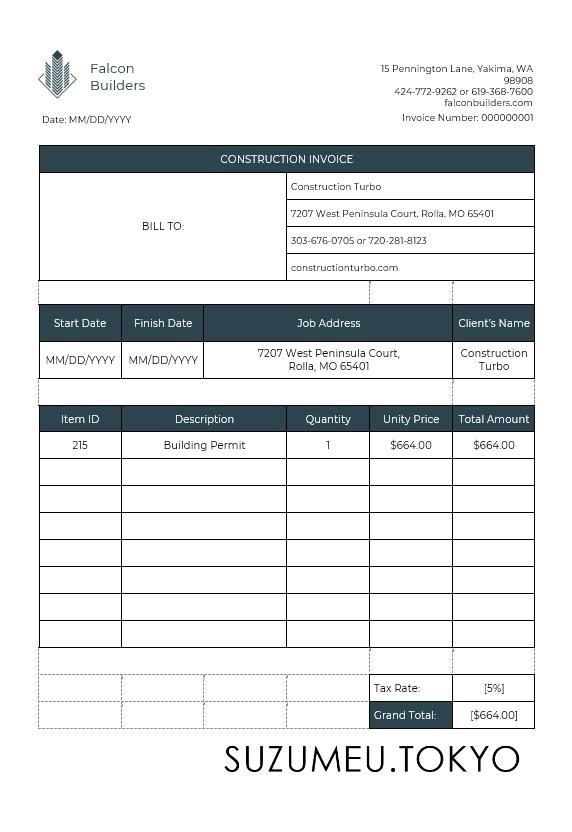 Falcon
Builders
15 Pennington Lane, Yakima, WA
98908
424-772-9262 or 619-368-7600
falconbuilders.com
Date: MM/DD/YYYY
Invoice Number: 000000001
CONSTRUCTION INVOICE
BILL TO:
Construction Turbo
7207 West Peninsula Court, Rolla, MO 65401
303-676-0705 or 720-281-8123
constructionturbo.com
Start Date Finish Date Job Address Client's Name
MM/DD/YYYY MM/DD/YYYY 7207 West Peninsula Court,
Rolla, MO 65401
Construction
Turbo
Item ID Description Quantity Unity Price Total Amount
215 Building Permit 1 $664.00 $664.00
Tax Rate: [5%]
Grand Total: [$664.00]
SUZUMEU.TOKYO